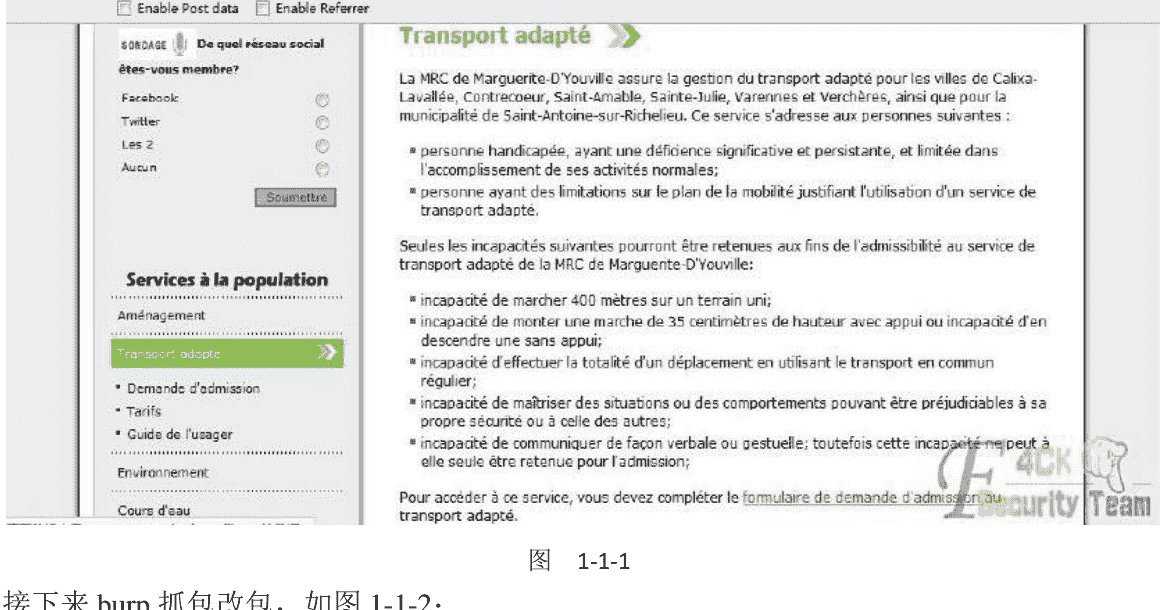 Enable Post data Enable Referrer
SONDAGE De quel réseau social
êtes-vous membre?
Facebook
Twitter
Les 2
Aucun
Soumettre
Services à la population
Aménagement
Transport adapté
Demande d'admission
Tarifs
Guide de l'usager
Environnement
Cours d'eau
Transport adapté
La MRC de Marguerite-D'Youville assure la gestion du transport adapté pour les villes de Calixa-
Lavallée, Contrecoeur, Saint-Amable, Sainte-Julie, Varennes et Verchères, ainsi que pour la
municipalité de Saint-Antoine-sur-Richelieu. Ce service s'adresse aux personnes suivantes :
personne handicapée, ayant une déficience significative et persistante, et limitée dans
l'accomplissement de ses activités normales;
personne ayant des limitations sur le plan de la mobilité justifiant l'utilisation d'un service de
transport adapté.
Seules les incapacités suivantes pourront être retenues aux fins de l'admissibilité au service de
transport adapté de la MRC de Marguerite-D'Youville:
incapacité de marcher 400 mètres sur un terrain uni;
incapacité de monter une marche de 35 centimètres de hauteur avec appui ou incapacité d'en
descendre une sans appui;
incapacité d'effectuer la totalité d'un déplacement en utilisant le transport en commun
régulier;
incapacité de maîtriser des situations ou des comportements pouvant être préjudiciables à sa
propre sécurité ou à celle des autres;
incapacité de communiquer de façon verbale ou gestuelle; toutefois cette incapacité ne peut à
elle seule être retenue pour l'admission;
Pour accéder à ce service, vous devez compléter le formulaire de demande d'admission au
transport adapté.
F4CK
Security Team
图 1-1-1
接下来 burp 抓包改包，如图 1-1-2：